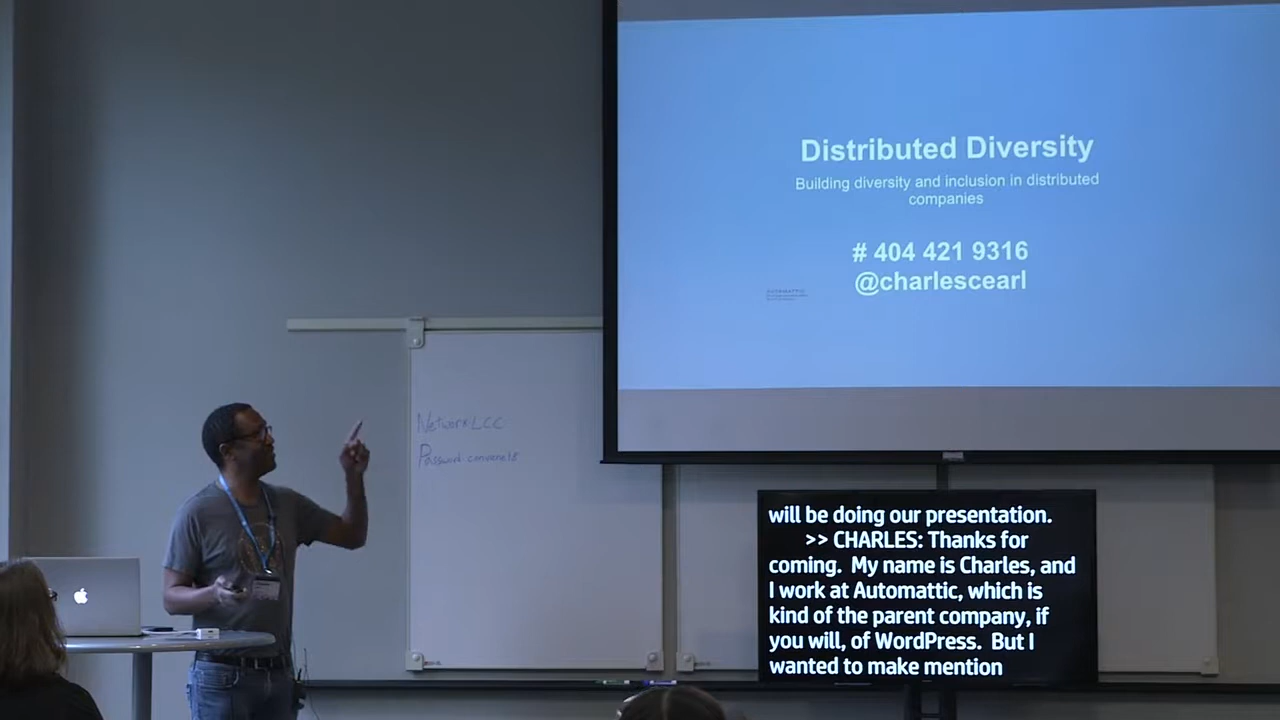 Distributed Diversity
Building diversity and inclusion in distributed
companies
# 404 421 9316
@charlescearl
AUTOMATTIC
Network:LCC
Password
will be doing our presentation.
>> CHARLES: Thanks for
coming. My name is Charles, and
I work at Automattic, which is
kind of the parent company, if
you will, of WordPress. But I
wanted to make mention